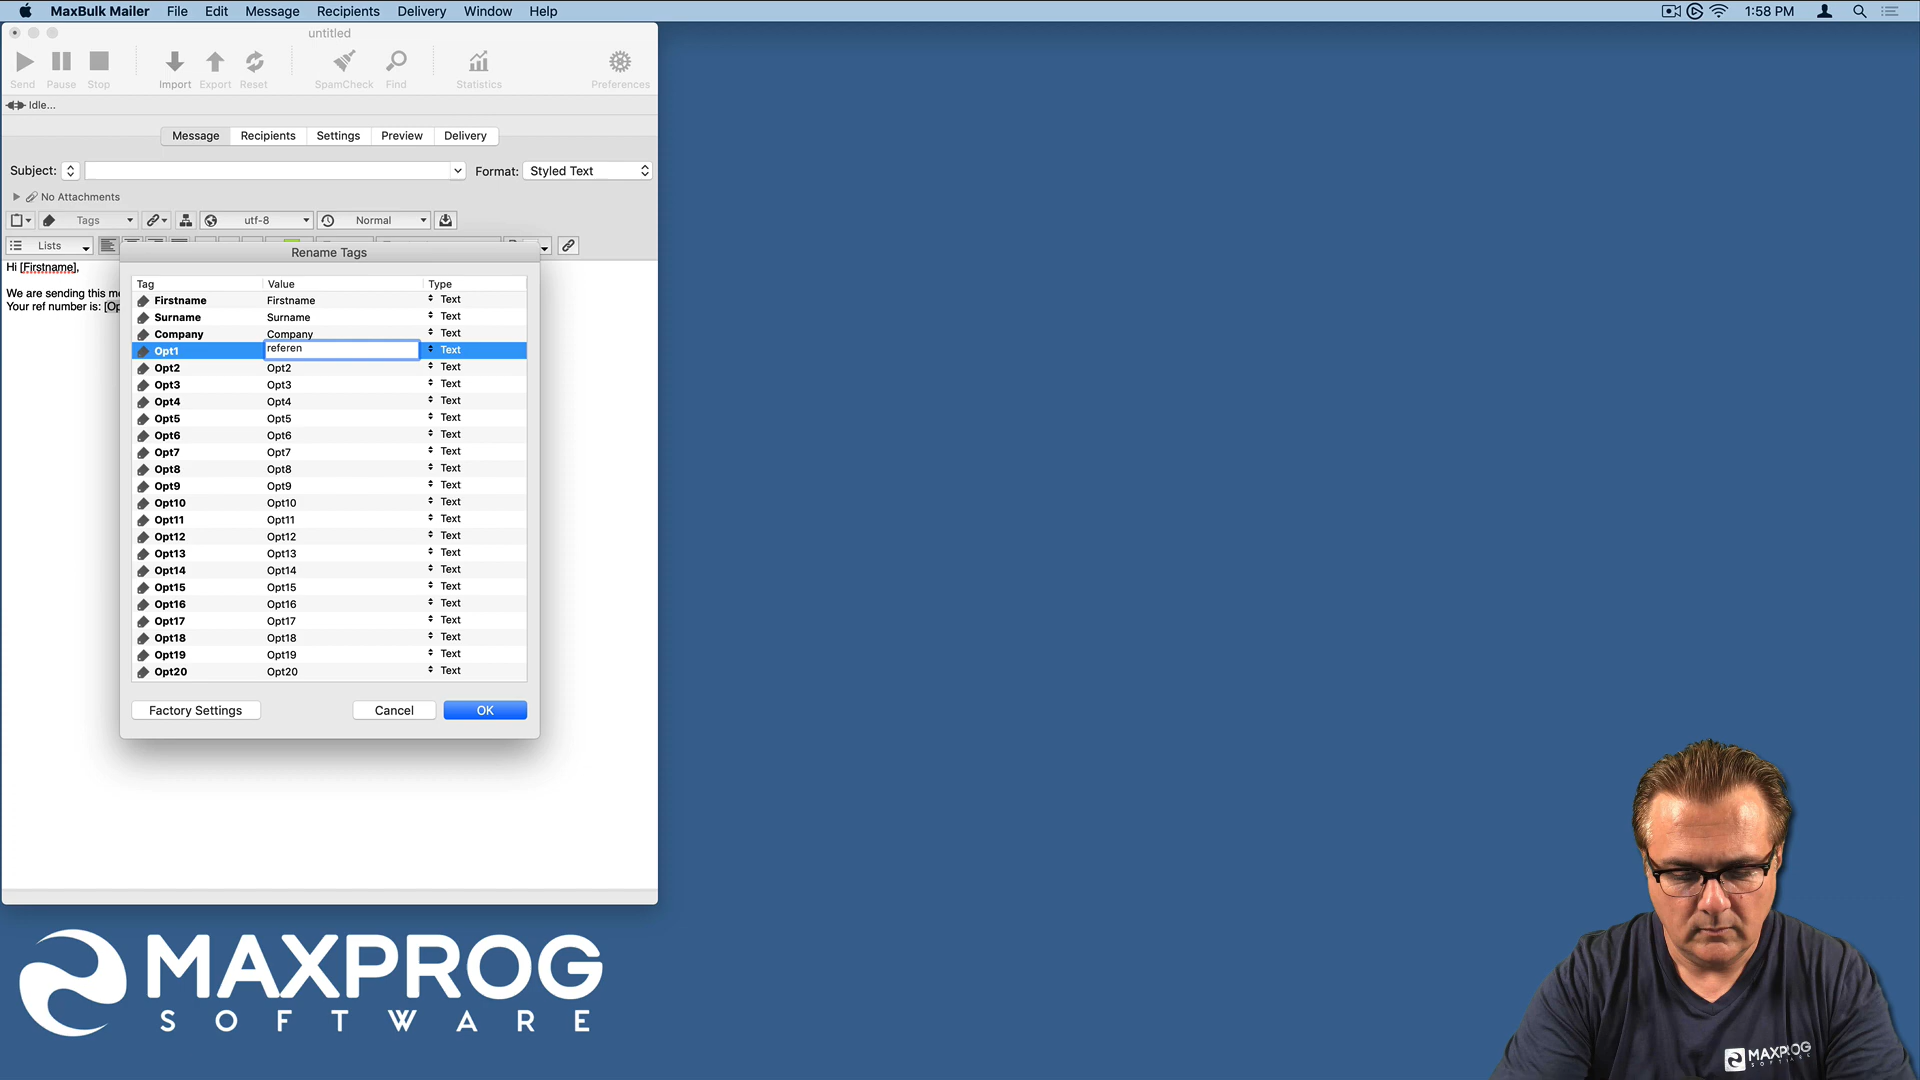 MaxBulk Mailer File Edit Message Recipients Delivery Window Help 1:58 PM
untitled
Send Pause Stop Import Export Reset SpamCheck Find Statistics Preferences
Idle...
Message Recipients Settings Preview Delivery
Subject: Format: Styled Text
No Attachments
Tags utf-8 Normal
Lists
Rename Tags
Hi [Firstname],
We are sending this me
Your ref number is: [Op
Tag Value Type
Firstname Firstname Text
Surname Surname Text
Company Company Text
Opt1 referen Text
Opt2 Opt2 Text
Opt3 Opt3 Text
Opt4 Opt4 Text
Opt5 Opt5 Text
Opt6 Opt6 Text
Opt7 Opt7 Text
Opt8 Opt8 Text
Opt9 Opt9 Text
Opt10 Opt10 Text
Opt11 Opt11 Text
Opt12 Opt12 Text
Opt13 Opt13 Text
Opt14 Opt14 Text
Opt15 Opt15 Text
Opt16 Opt16 Text
Opt17 Opt17 Text
Opt18 Opt18 Text
Opt19 Opt19 Text
Opt20 Opt20 Text
Factory Settings Cancel OK
MAXPROG
SOFTWARE
MAXPROG
SOFTWARE